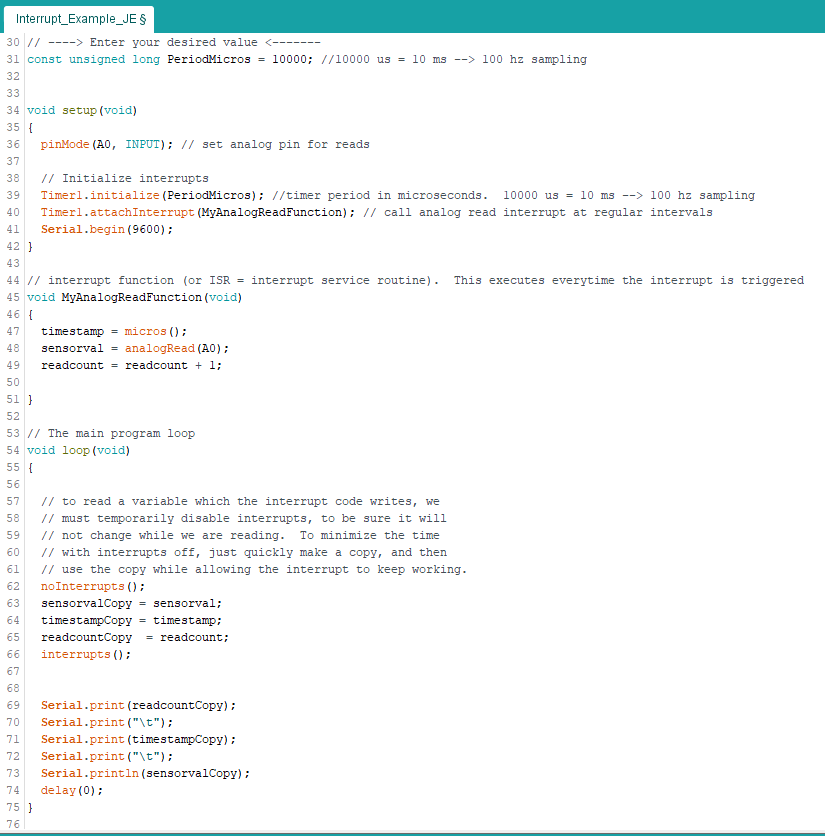 Interrupt_Example_JE §
30 // ----> Enter your desired value <-------
31 const unsigned long PeriodMicros = 10000; //10000 us = 10 ms --> 100 hz sampling
32
33
34 void setup(void)
35 {
36   pinMode(A0, INPUT); // set analog pin for reads
37
38   // Initialize interrupts
39   Timer1.initialize(PeriodMicros); //timer period in microseconds.  10000 us = 10 ms --> 100 hz sampling
40   Timer1.attachInterrupt(MyAnalogReadFunction); // call analog read interrupt at regular intervals
41   Serial.begin(9600);
42 }
43
44 // interrupt function (or ISR = interrupt service routine).  This executes everytime the interrupt is triggered
45 void MyAnalogReadFunction(void)
46 {
47   timestamp = micros();
48   sensorval = analogRead(A0);
49   readcount = readcount + 1;
50
51 }
52
53 // The main program loop
54 void loop(void)
55 {
56
57   // to read a variable which the interrupt code writes, we
58   // must temporarily disable interrupts, to be sure it will
59   // not change while we are reading.  To minimize the time
60   // with interrupts off, just quickly make a copy, and then
61   // use the copy while allowing the interrupt to keep working.
62   noInterrupts();
63   sensorvalCopy = sensorval;
64   timestampCopy = timestamp;
65   readcountCopy  = readcount;
66   interrupts();
67
68
69   Serial.print(readcountCopy);
70   Serial.print("\t");
71   Serial.print(timestampCopy);
72   Serial.print("\t");
73   Serial.println(sensorvalCopy);
74   delay(0);
75 }
76